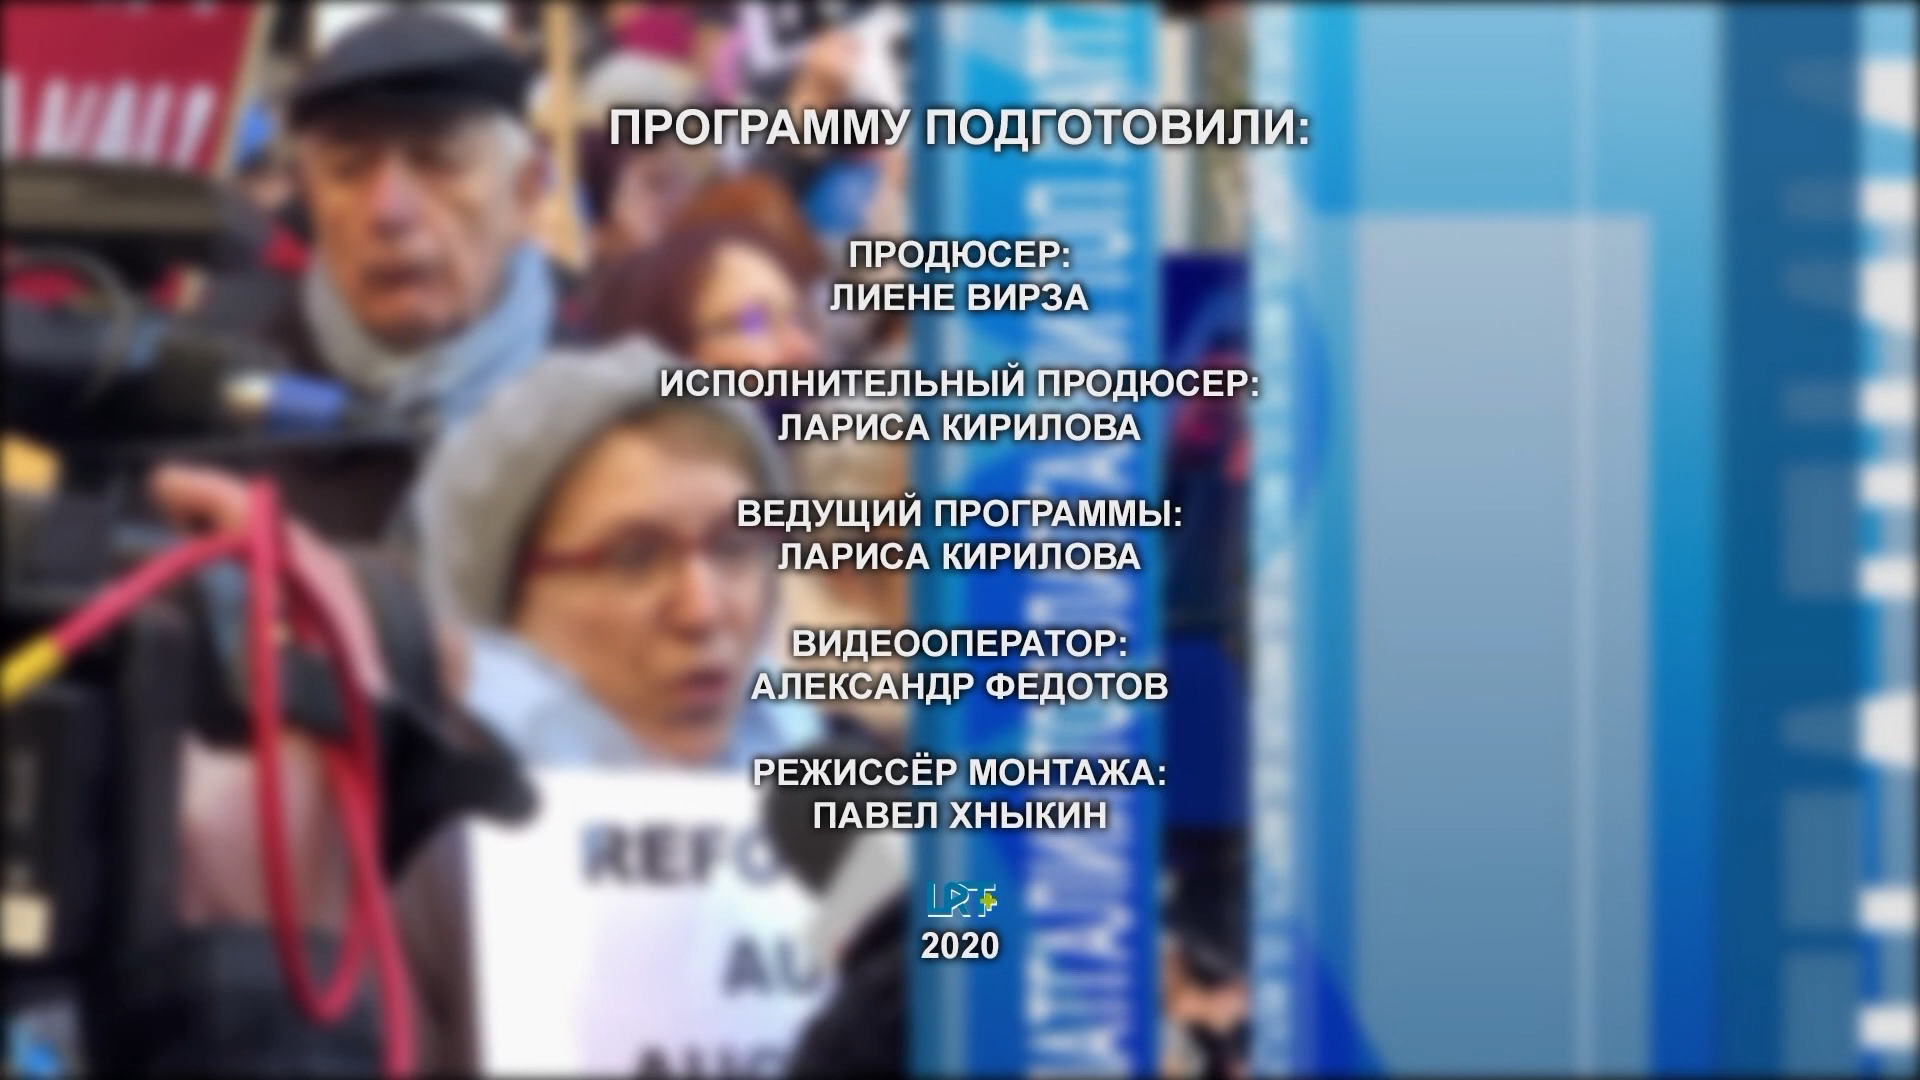 ПРОГРАММУ ПОДГОТОВИЛИ:
ПРОДЮСЕР:
ЛИЕНЕ ВИРЗА
ИСПОЛНИТЕЛЬНЫЙ ПРОДЮСЕР:
ЛАРИСА КИРИЛОВА
ВЕДУЩИЙ ПРОГРАММЫ:
ЛАРИСА КИРИЛОВА
ВИДЕООПЕРАТОР:
АЛЕКСАНДР ФЕДОТОВ
РЕЖИССЁР МОНТАЖА:
ПАВЕЛ ХНЫКИН
LRT+
2020